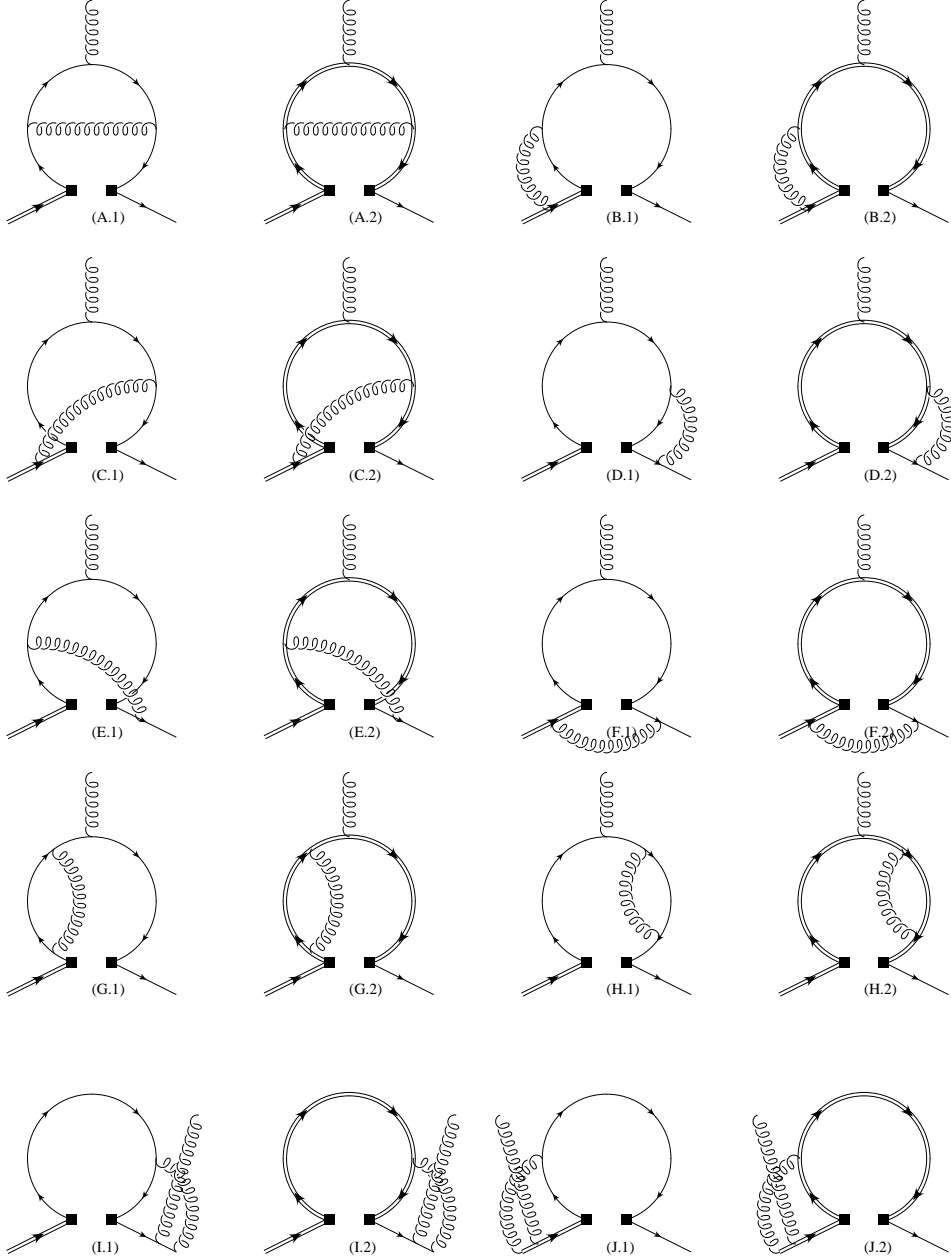 (A.1) (A.2) (B.1) (B.2)
(C.1) (C.2) (D.1) (D.2)
(E.1) (E.2) (F.1) (F.2)
(G.1) (G.2) (H.1) (H.2)
(I.1) (I.2) (J.1) (J.2)